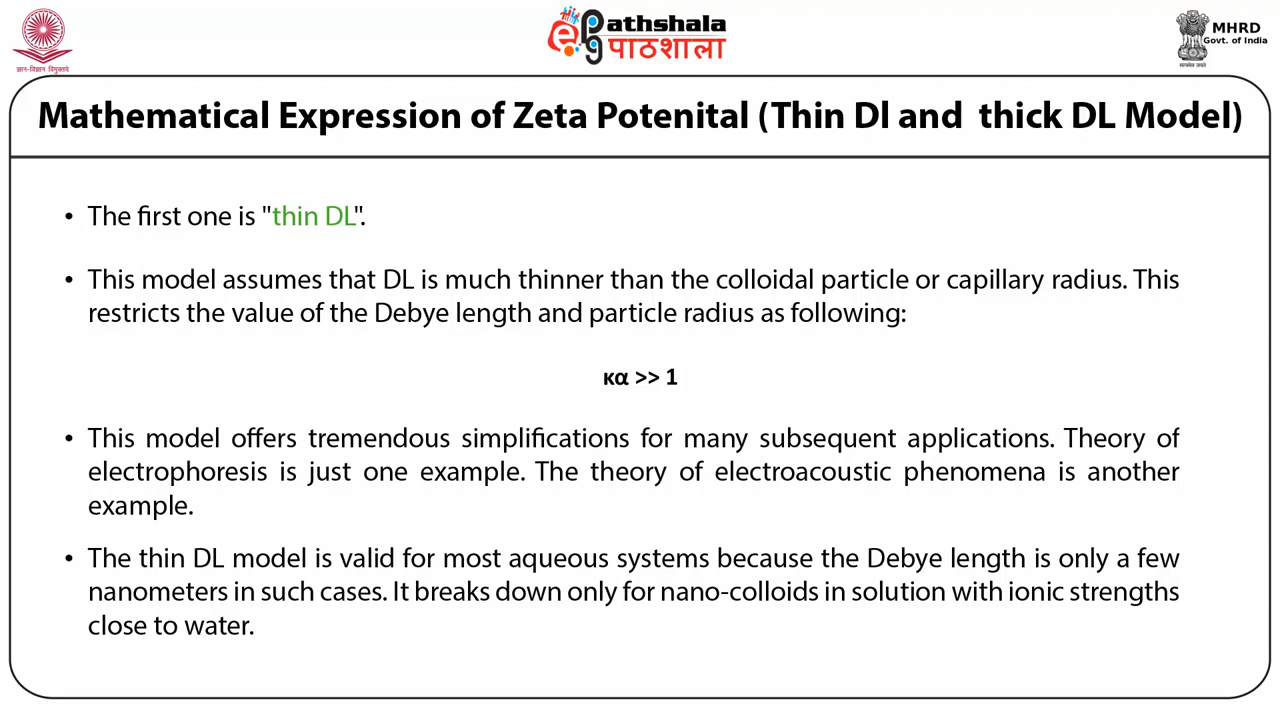 ज्ञान-विज्ञान विमुक्तये
ePathshala
पाठशाला
MHRD
Govt. of India
सत्यमेव जयते
Mathematical Expression of Zeta Potenital (Thin Dl and thick DL Model)
• The first one is "thin DL".
• This model assumes that DL is much thinner than the colloidal particle or capillary radius. This
restricts the value of the Debye length and particle radius as following:
κα >> 1
• This model offers tremendous simplifications for many subsequent applications. Theory of
electrophoresis is just one example. The theory of electroacoustic phenomena is another
example.
• The thin DL model is valid for most aqueous systems because the Debye length is only a few
nanometers in such cases. It breaks down only for nano-colloids in solution with ionic strengths
close to water.